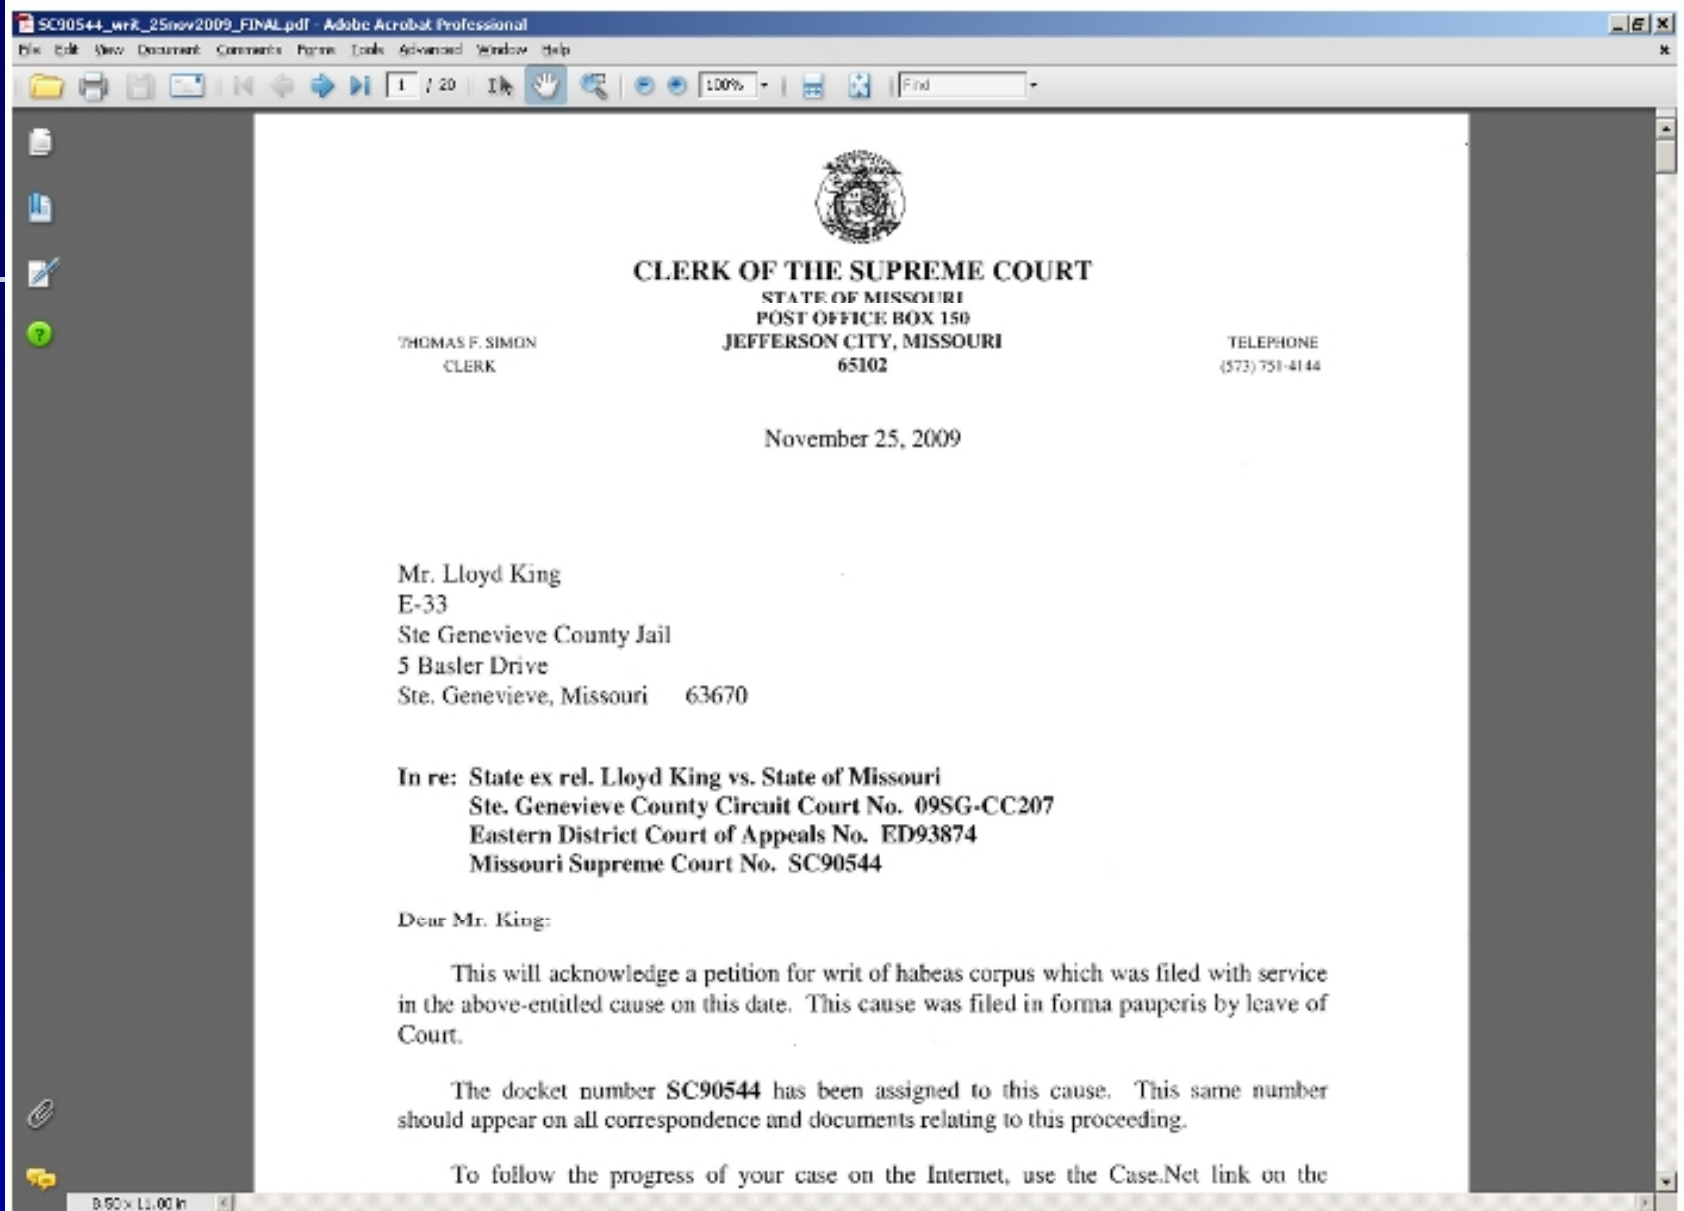 SC90544_writ_25nov2009_FINAL.pdf - Adobe Acrobat Professional
File Edit View Document Comments Forms Tools Advanced Window Help
1 / 20 100% Find
CLERK OF THE SUPREME COURT
STATE OF MISSOURI
POST OFFICE BOX 150
THOMAS F. SIMON JEFFERSON CITY, MISSOURI TELEPHONE
CLERK 65102 (573) 751-4144
November 25, 2009
Mr. Lloyd King
E-33
Ste Genevieve County Jail
5 Basler Drive
Ste. Genevieve, Missouri 63670
In re: State ex rel. Lloyd King vs. State of Missouri
Ste. Genevieve County Circuit Court No. 09SG-CC207
Eastern District Court of Appeals No. ED93874
Missouri Supreme Court No. SC90544
Dear Mr. King:
This will acknowledge a petition for writ of habeas corpus which was filed with service
in the above-entitled cause on this date. This cause was filed in forma pauperis by leave of
Court.
The docket number SC90544 has been assigned to this cause. This same number
should appear on all correspondence and documents relating to this proceeding.
To follow the progress of your case on the Internet, use the Case.Net link on the
8.50 x 11.00 in